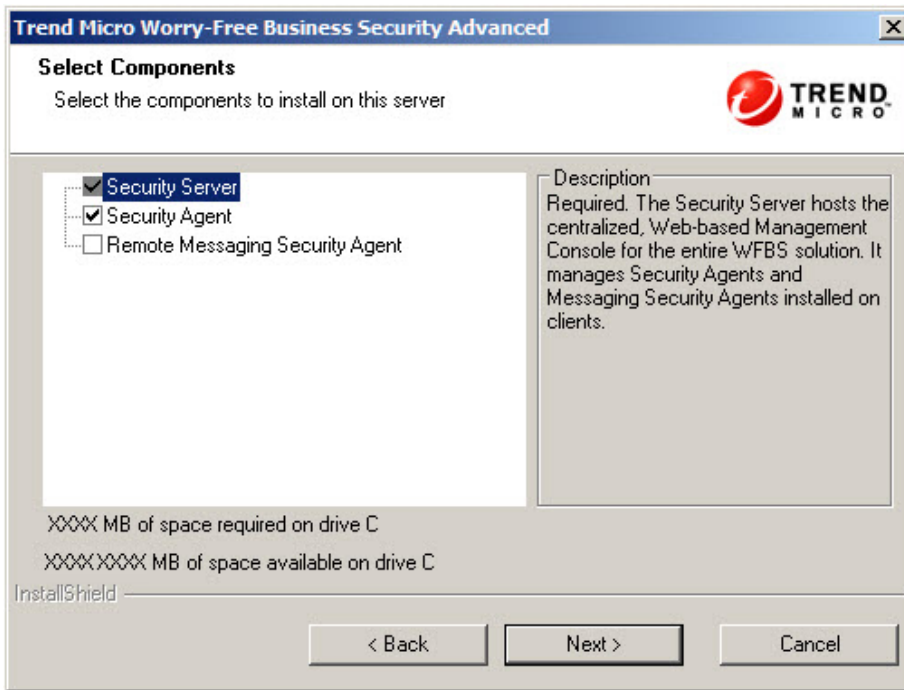 Trend Micro Worry-Free Business Security Advanced
Select Components
Select the components to install on this server
TREND
MICRO™
Security Server
Security Agent
Remote Messaging Security Agent
Description
Required. The Security Server hosts the
centralized, Web-based Management
Console for the entire WFBS solution. It
manages Security Agents and
Messaging Security Agents installed on
clients.
XXXX MB of space required on drive C
XXXXXXXX MB of space available on drive C
InstallShield
< Back
Next >
Cancel